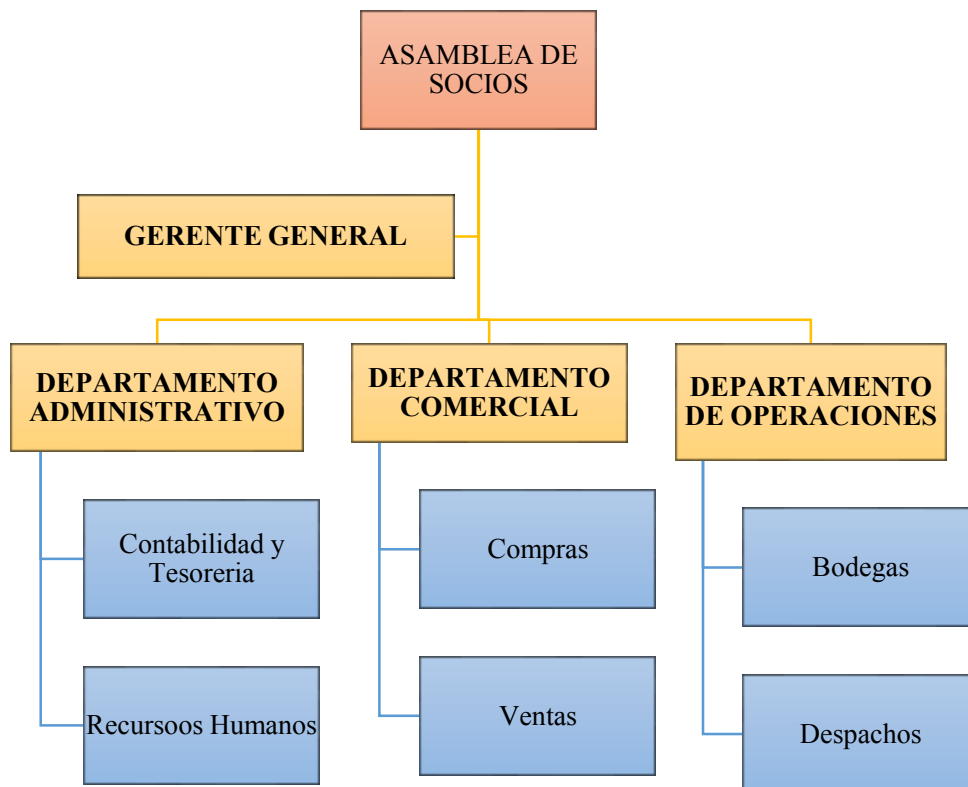 ASAMBLEA DE
SOCIOS
GERENTE GENERAL
DEPARTAMENTO
ADMINISTRATIVO
DEPARTAMENTO
COMERCIAL
DEPARTAMENTO
DE OPERACIONES
Contabilidad y
Tesoreria
Compras
Bodegas
Recursoos Humanos
Ventas
Despachos